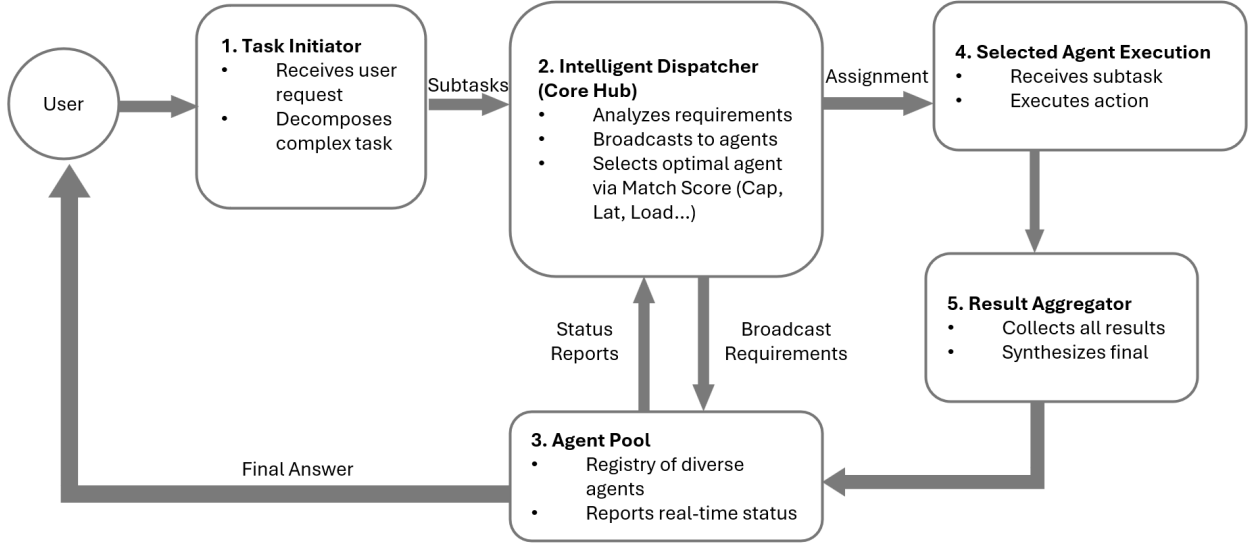 User
1. Task Initiator
• Receives user
request
• Decomposes
complex task
Subtasks
2. Intelligent Dispatcher
(Core Hub)
• Analyzes requirements
• Broadcasts to agents
• Selects optimal agent
via Match Score (Cap,
Lat, Load...)
Assignment
4. Selected Agent Execution
• Receives subtask
• Executes action
Status
Reports
Broadcast
Requirements
5. Result Aggregator
• Collects all results
• Synthesizes final
3. Agent Pool
• Registry of diverse
agents
• Reports real-time status
Final Answer